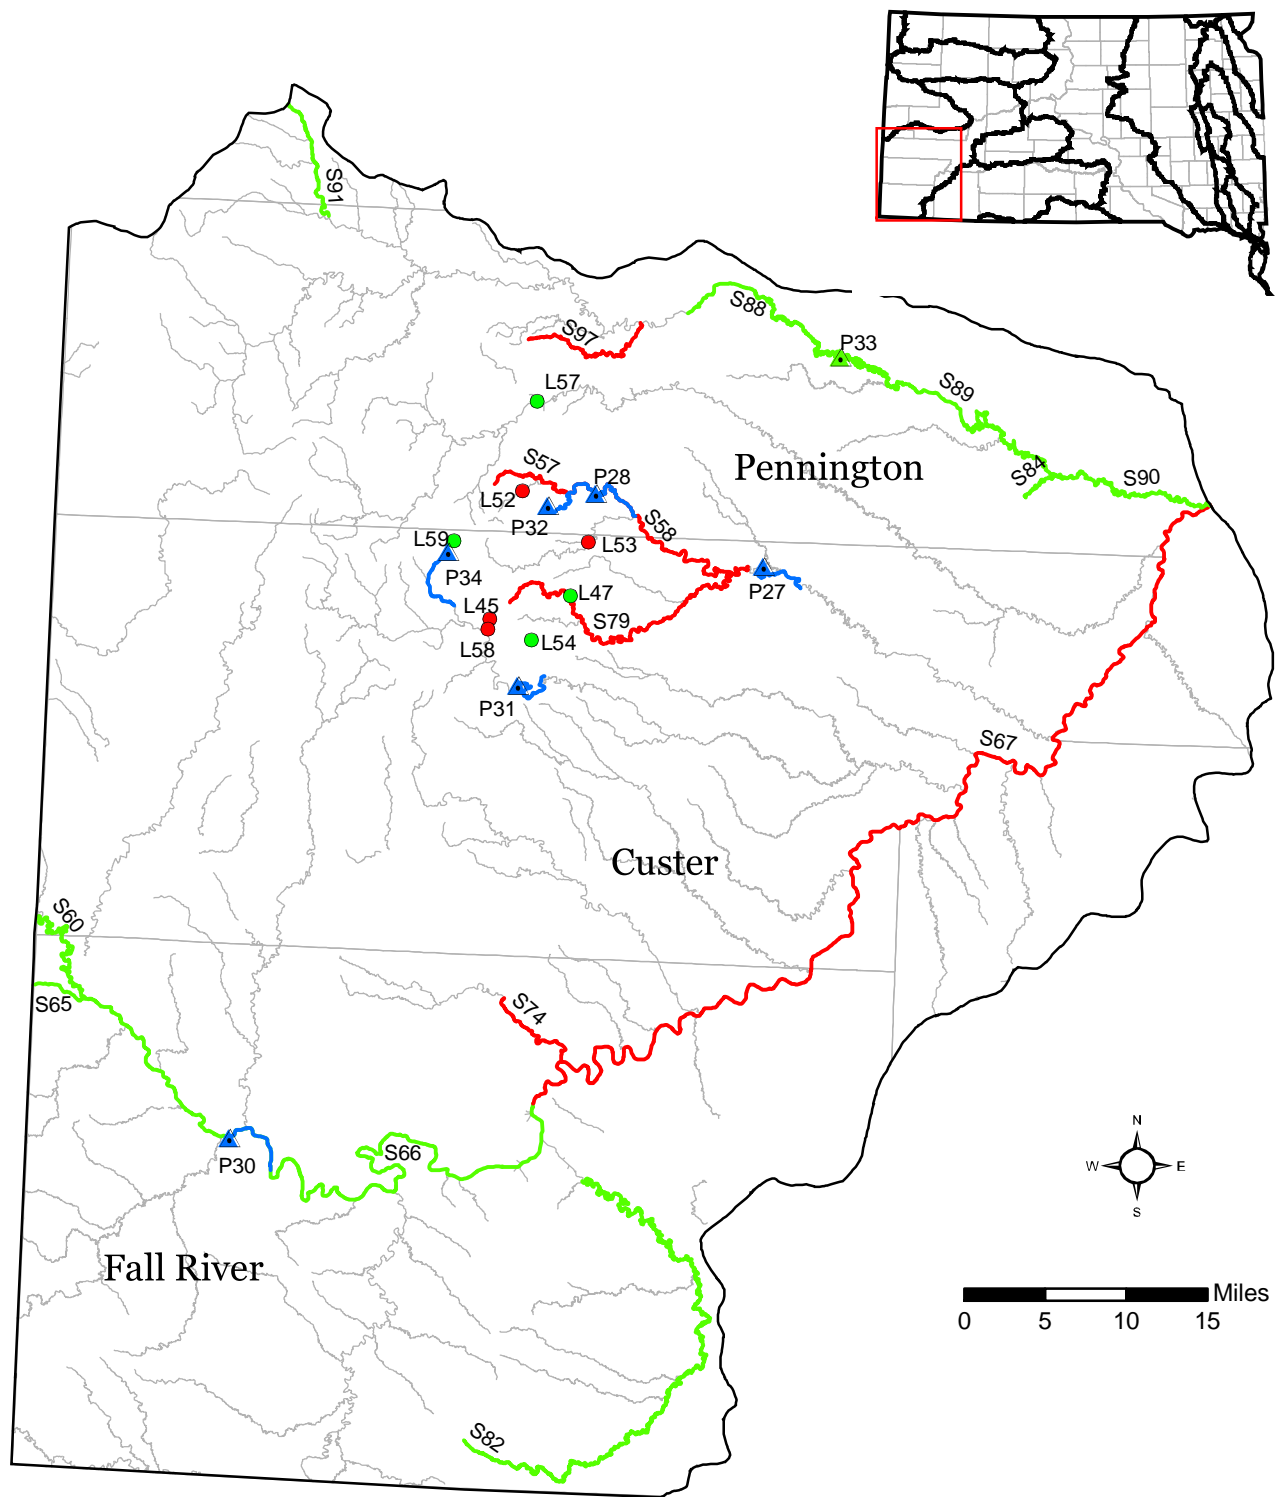 S91
S88
P33
S97
L57
S89
Pennington
S57
P28
S84
S90
L52
P32
S58
L59
L53
P34
P27
L45
L47
S79
L58
L54
P31
S67
Custer
S60
S65
S74
N
W E
S
S66
P30
Fall River
Miles
0 5 10 15
S82